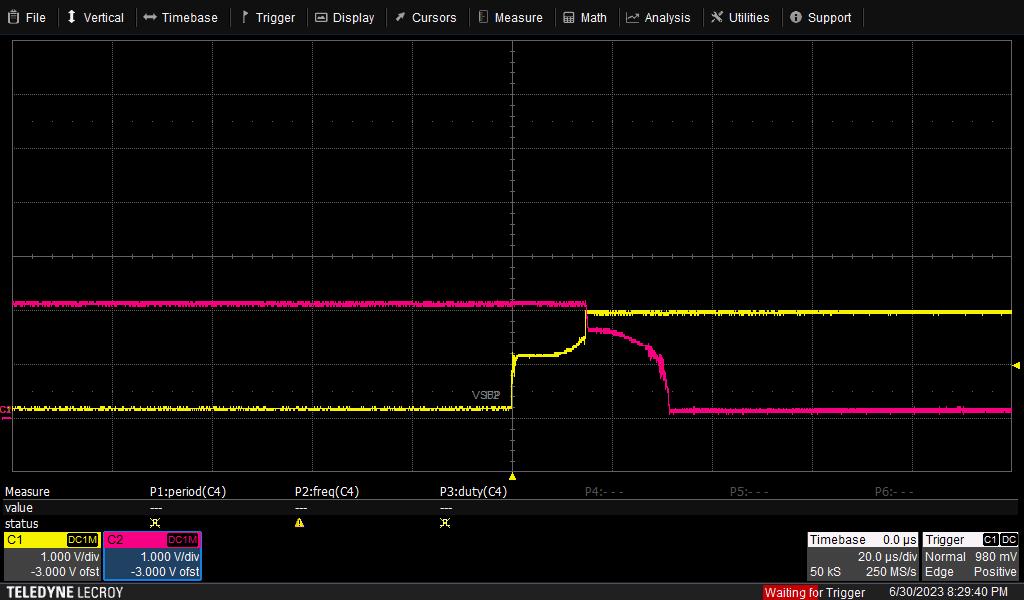 File Vertical Timebase Trigger Display Cursors Measure Math Analysis Utilities Support
C1
Measure P1:period(C4) P2:freq(C4) P3:duty(C4) P4:- - - P5:- - - P6:- - -
value --- --- ---
status
C1 DC1M C2 DC1M Timebase 0.0 µs Trigger C1 DC
1.000 V/div 1.000 V/div 20.0 µs/div Normal 980 mV
-3.000 V ofst -3.000 V ofst 50 kS 250 MS/s Edge Positive
TELEDYNE LECROY Waiting for Trigger 6/30/2023 8:29:40 PM